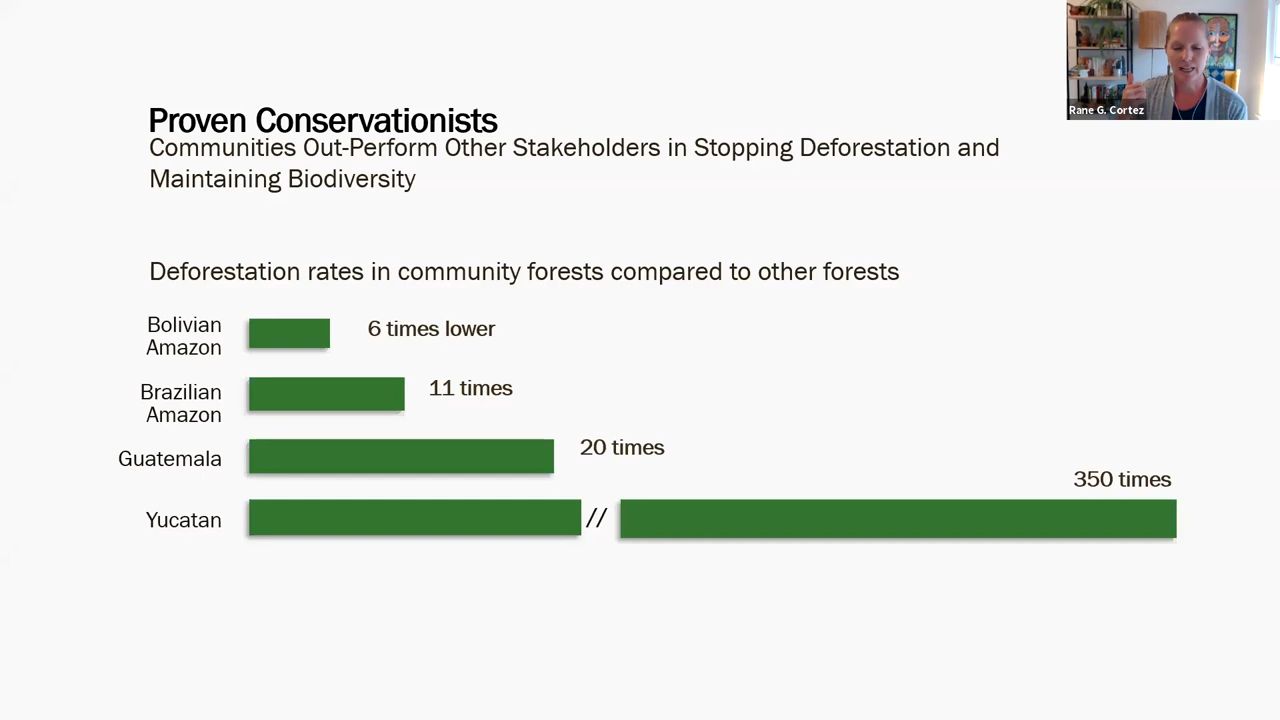 Rane G. Cortez
Proven Conservationists
Communities Out-Perform Other Stakeholders in Stopping Deforestation and
Maintaining Biodiversity
Deforestation rates in community forests compared to other forests
Bolivian
Amazon
6 times lower
Brazilian
Amazon
11 times
Guatemala
20 times
350 times
Yucatan
//